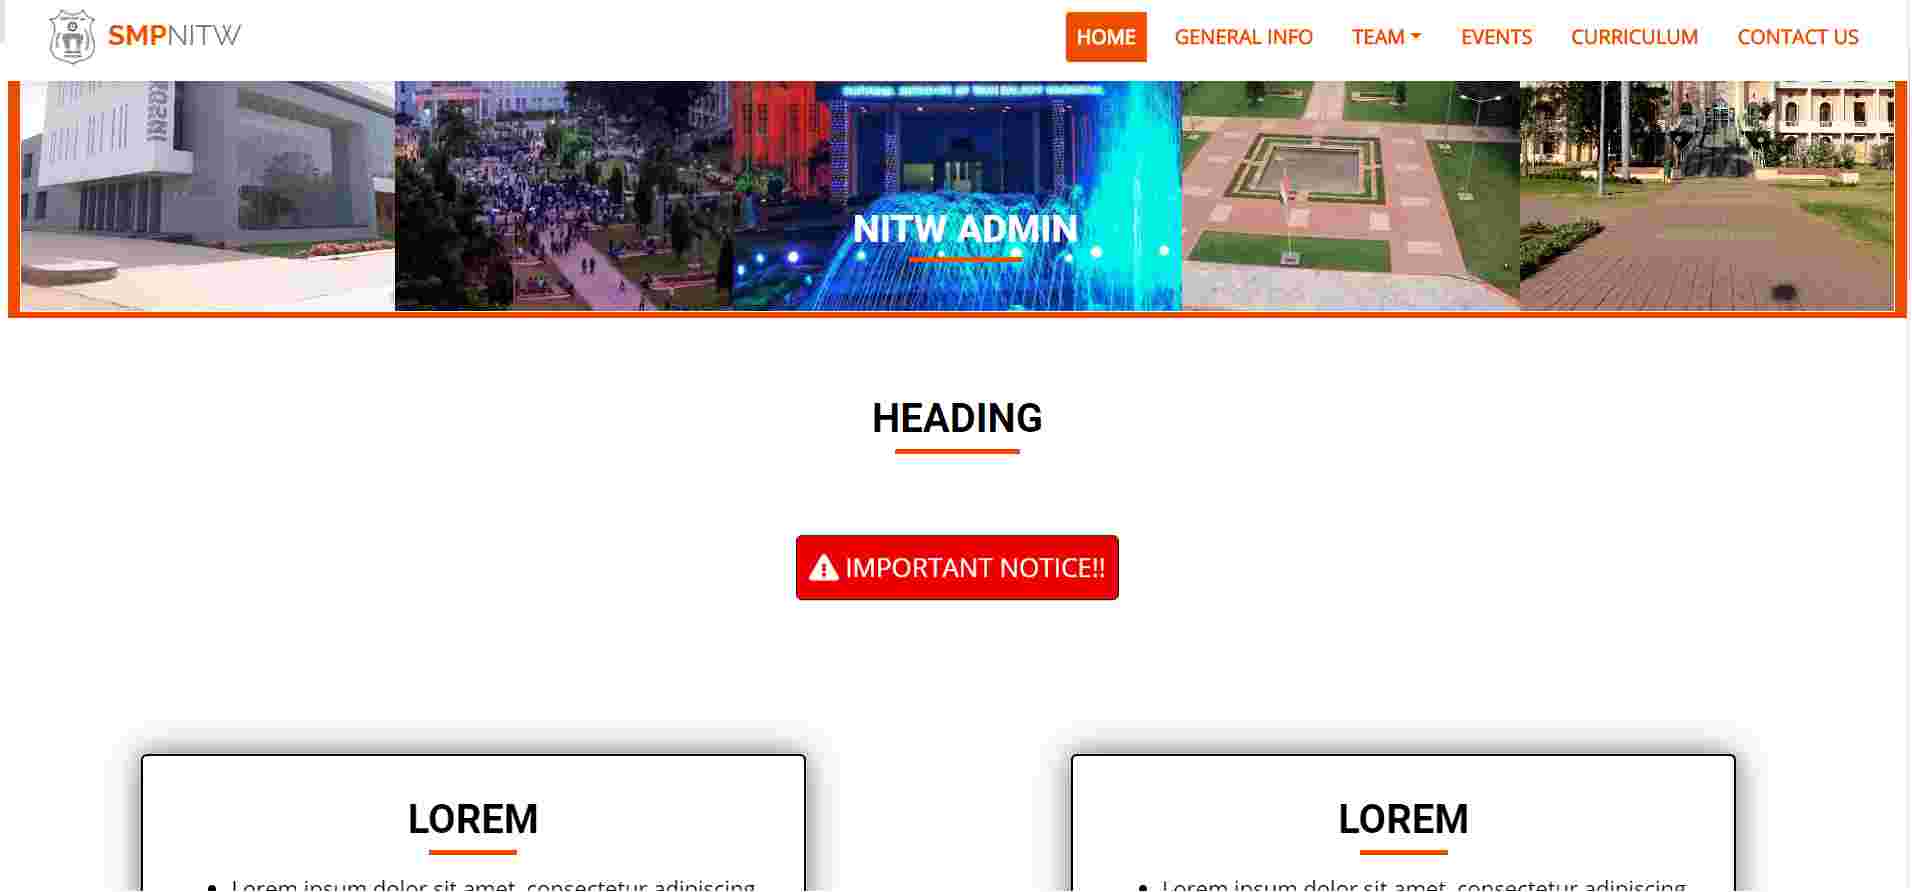 SMPNITW
HOME GENERAL INFO TEAM EVENTS CURRICULUM CONTACT US
NITW ADMIN
HEADING
IMPORTANT NOTICE!!
LOREM LOREM
Lorem ipsum dolor sit amet, consectetur adipiscing Lorem ipsum dolor sit amet, consectetur adipiscing